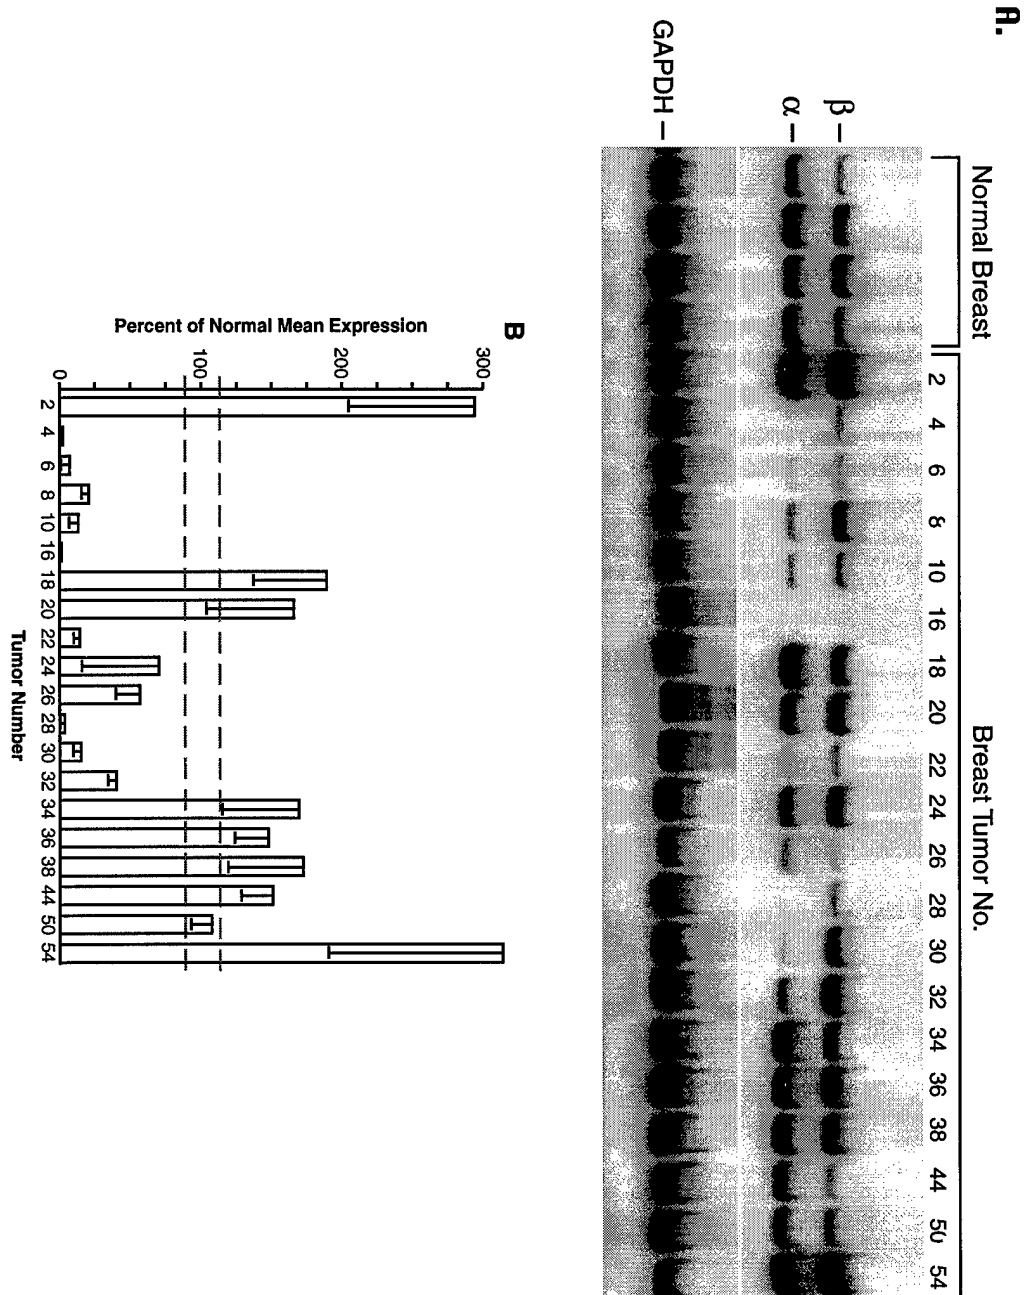 A.
Normal Breast
Breast Tumor No.
2 4 6 8 10 16 18 20 22 24 26 28 30 32 34 36 38 44 50 54
β –
α –
GAPDH –
B
Percent of Normal Mean Expression
300
200
100
0
2 4 6 8 10 16 18 20 22 24 26 28 30 32 34 36 38 44 50 54
Tumor Number